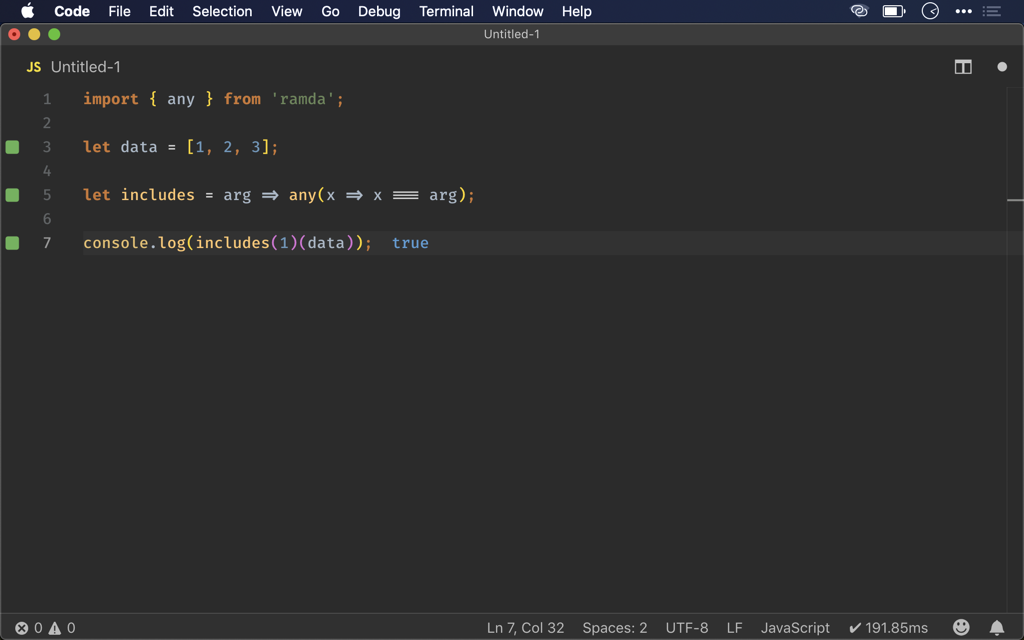 Code File Edit Selection View Go Debug Terminal Window Help
Untitled-1
JS Untitled-1
1 import { any } from 'ramda';
2
3 let data = [1, 2, 3];
4
5 let includes = arg => any(x => x === arg);
6
7 console.log(includes(1)(data)); true
0 0 Ln 7, Col 32 Spaces: 2 UTF-8 LF JavaScript ✔ 191.85ms